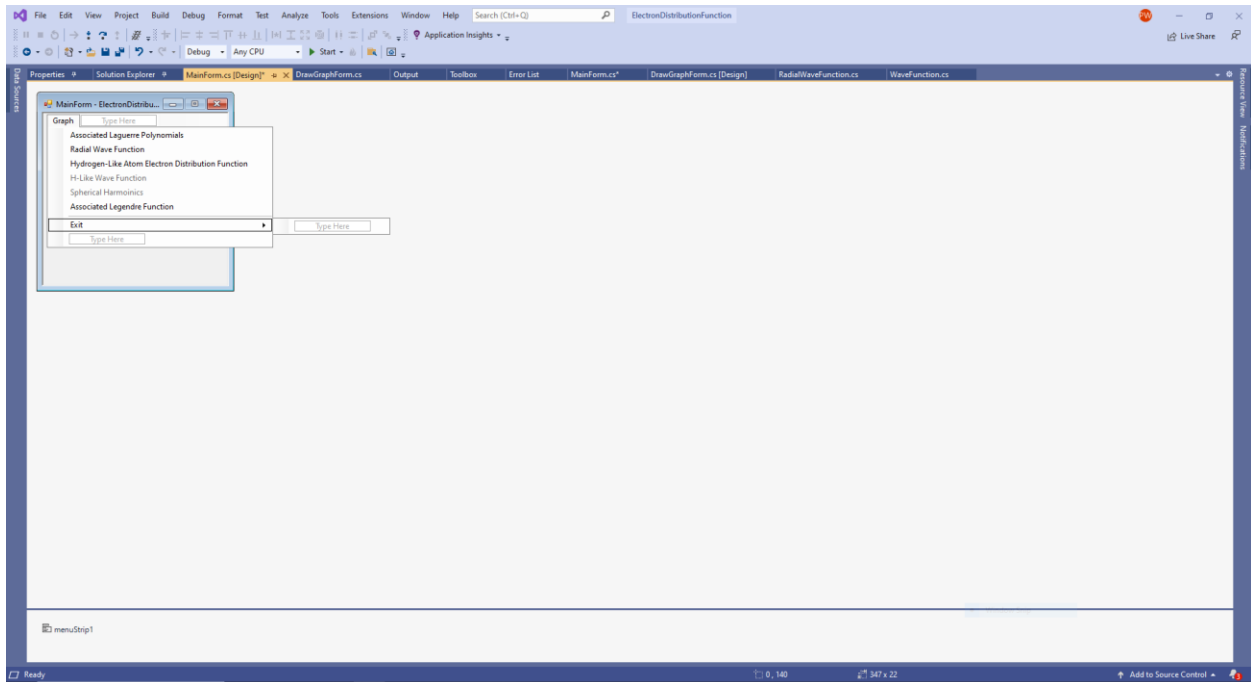 File Edit View Project Build Debug Format Test Analyze Tools Extensions Window Help Search (Ctrl+Q) ElectronDistributionFunction PW
Application Insights
Live Share
Debug Any CPU Start
Properties Solution Explorer MainForm.cs [Design]* DrawGraphForm.cs Output Toolbox Error List MainForm.cs* DrawGraphForm.cs [Design] RadialWaveFunction.cs WaveFunction.cs
Data Sources
Resource View Notifications
MainForm - ElectronDistribu...
Graph Type Here
Associated Laguerre Polynomials
Radial Wave Function
Hydrogen-Like Atom Electron Distribution Function
H-Like Wave Function
Spherical Harmoinics
Associated Legendre Function
Exit Type Here
Type Here
menuStrip1
Ready 0, 140 347 x 22 Add to Source Control 3